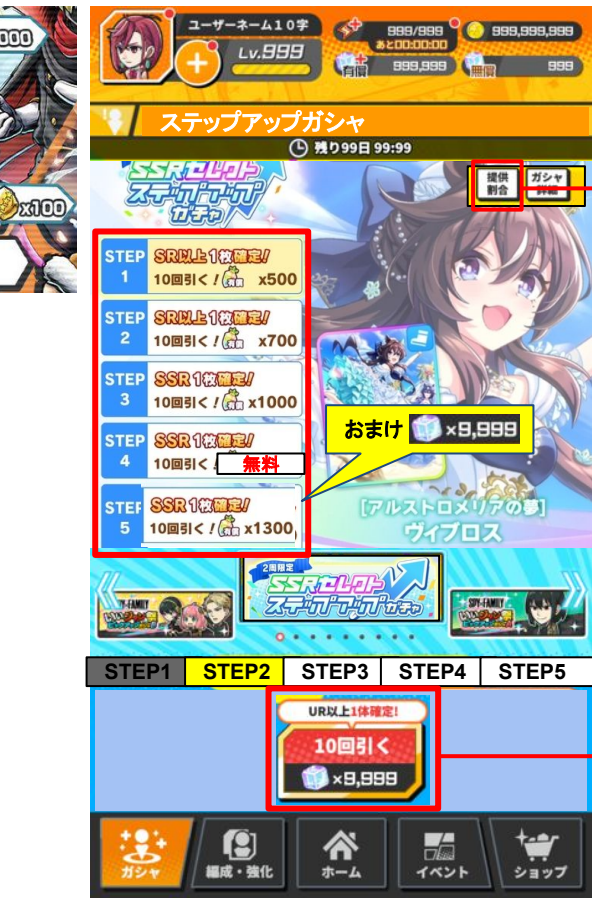 000
x100
ユーザーネーム10字
Lv.999
999/999
あと00:00:00
999,999,999
有償
999,999
無償
999
ステップアップガシャ
残り99日 99:99
SSRセレクト
ステップアップ
ガチャ
提供
割合
ガシャ
詳細
STEP
1
SR以上1枚確定!
10回引く!
有償
x500
STEP
2
SR以上1枚確定!
10回引く!
有償
x700
STEP
3
SSR1枚確定!
10回引く!
有償
x1000
STEP
4
SSR1枚確定!
10回引く!
無料
STEP
5
SSR1枚確定!
10回引く!
有償
x1300
おまけ ×9,999
[アルストロメリアの夢]
ヴィブロス
2周限定
SSRセレクト
ステップアップガチャ
SPY×FAMILY
SPY×FAMILY
STEP1 STEP2 STEP3 STEP4 STEP5
UR以上1体確定!
10回引く
×9,999
ガシャ
編成・強化
ホーム
イベント
ショップ